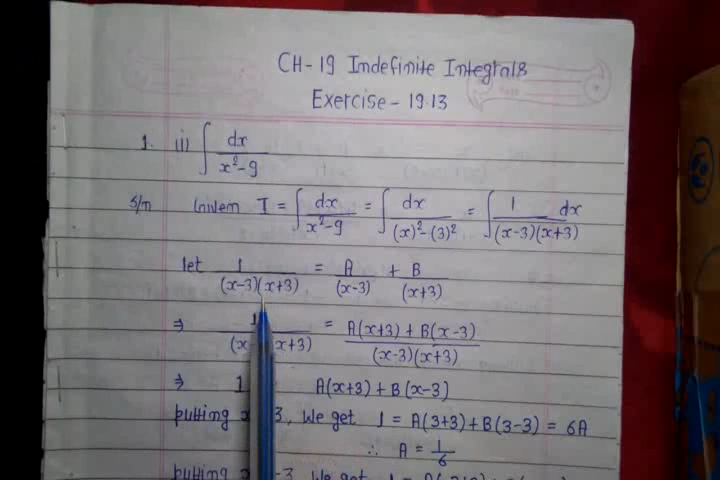 CH-19 Indefinite Integrals
Exercise - 19.13
1. (i) ∫ dx/(x²-9)
S/n Given I = ∫ dx/(x²-9) = ∫ dx/((x)²-(3)²) = ∫ 1/((x-3)(x+3)) dx
let 1/((x-3)(x+3)) = A/(x-3) + B/(x+3)
⇒ 1/((x- x+3)) = (A(x+3) + B(x-3))/((x-3)(x+3))
⇒ 1 A(x+3) + B(x-3)
putting x 3, We get 1 = A(3+3) + B(3-3) = 6A
∴ A = 1/6
putting x -3, We get 1 =